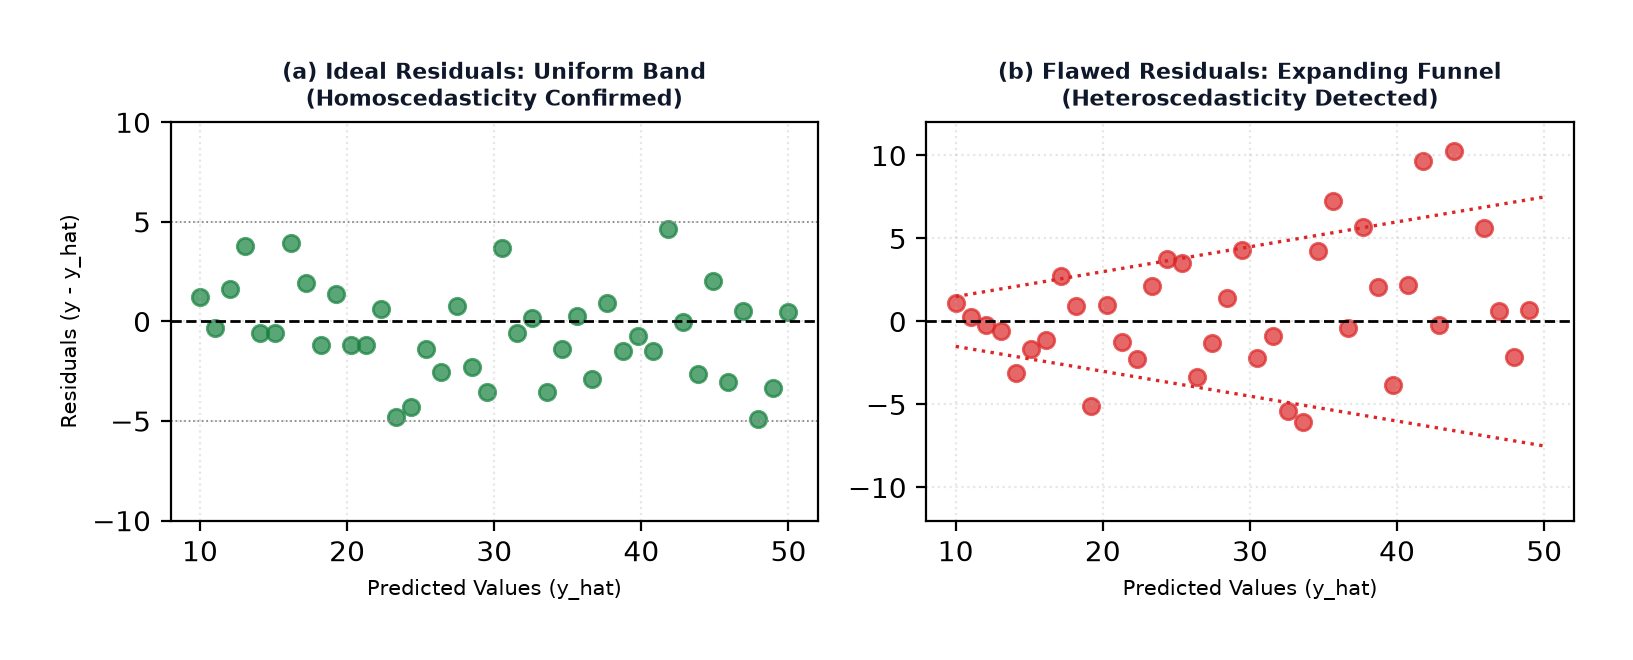 (a) Ideal Residuals: Uniform Band
(Homoscedasticity Confirmed)
10
5
0
−5
−10
Residuals (y - y_hat)
10 20 30 40 50
Predicted Values (y_hat)
(b) Flawed Residuals: Expanding Funnel
(Heteroscedasticity Detected)
10
5
0
−5
−10
10 20 30 40 50
Predicted Values (y_hat)